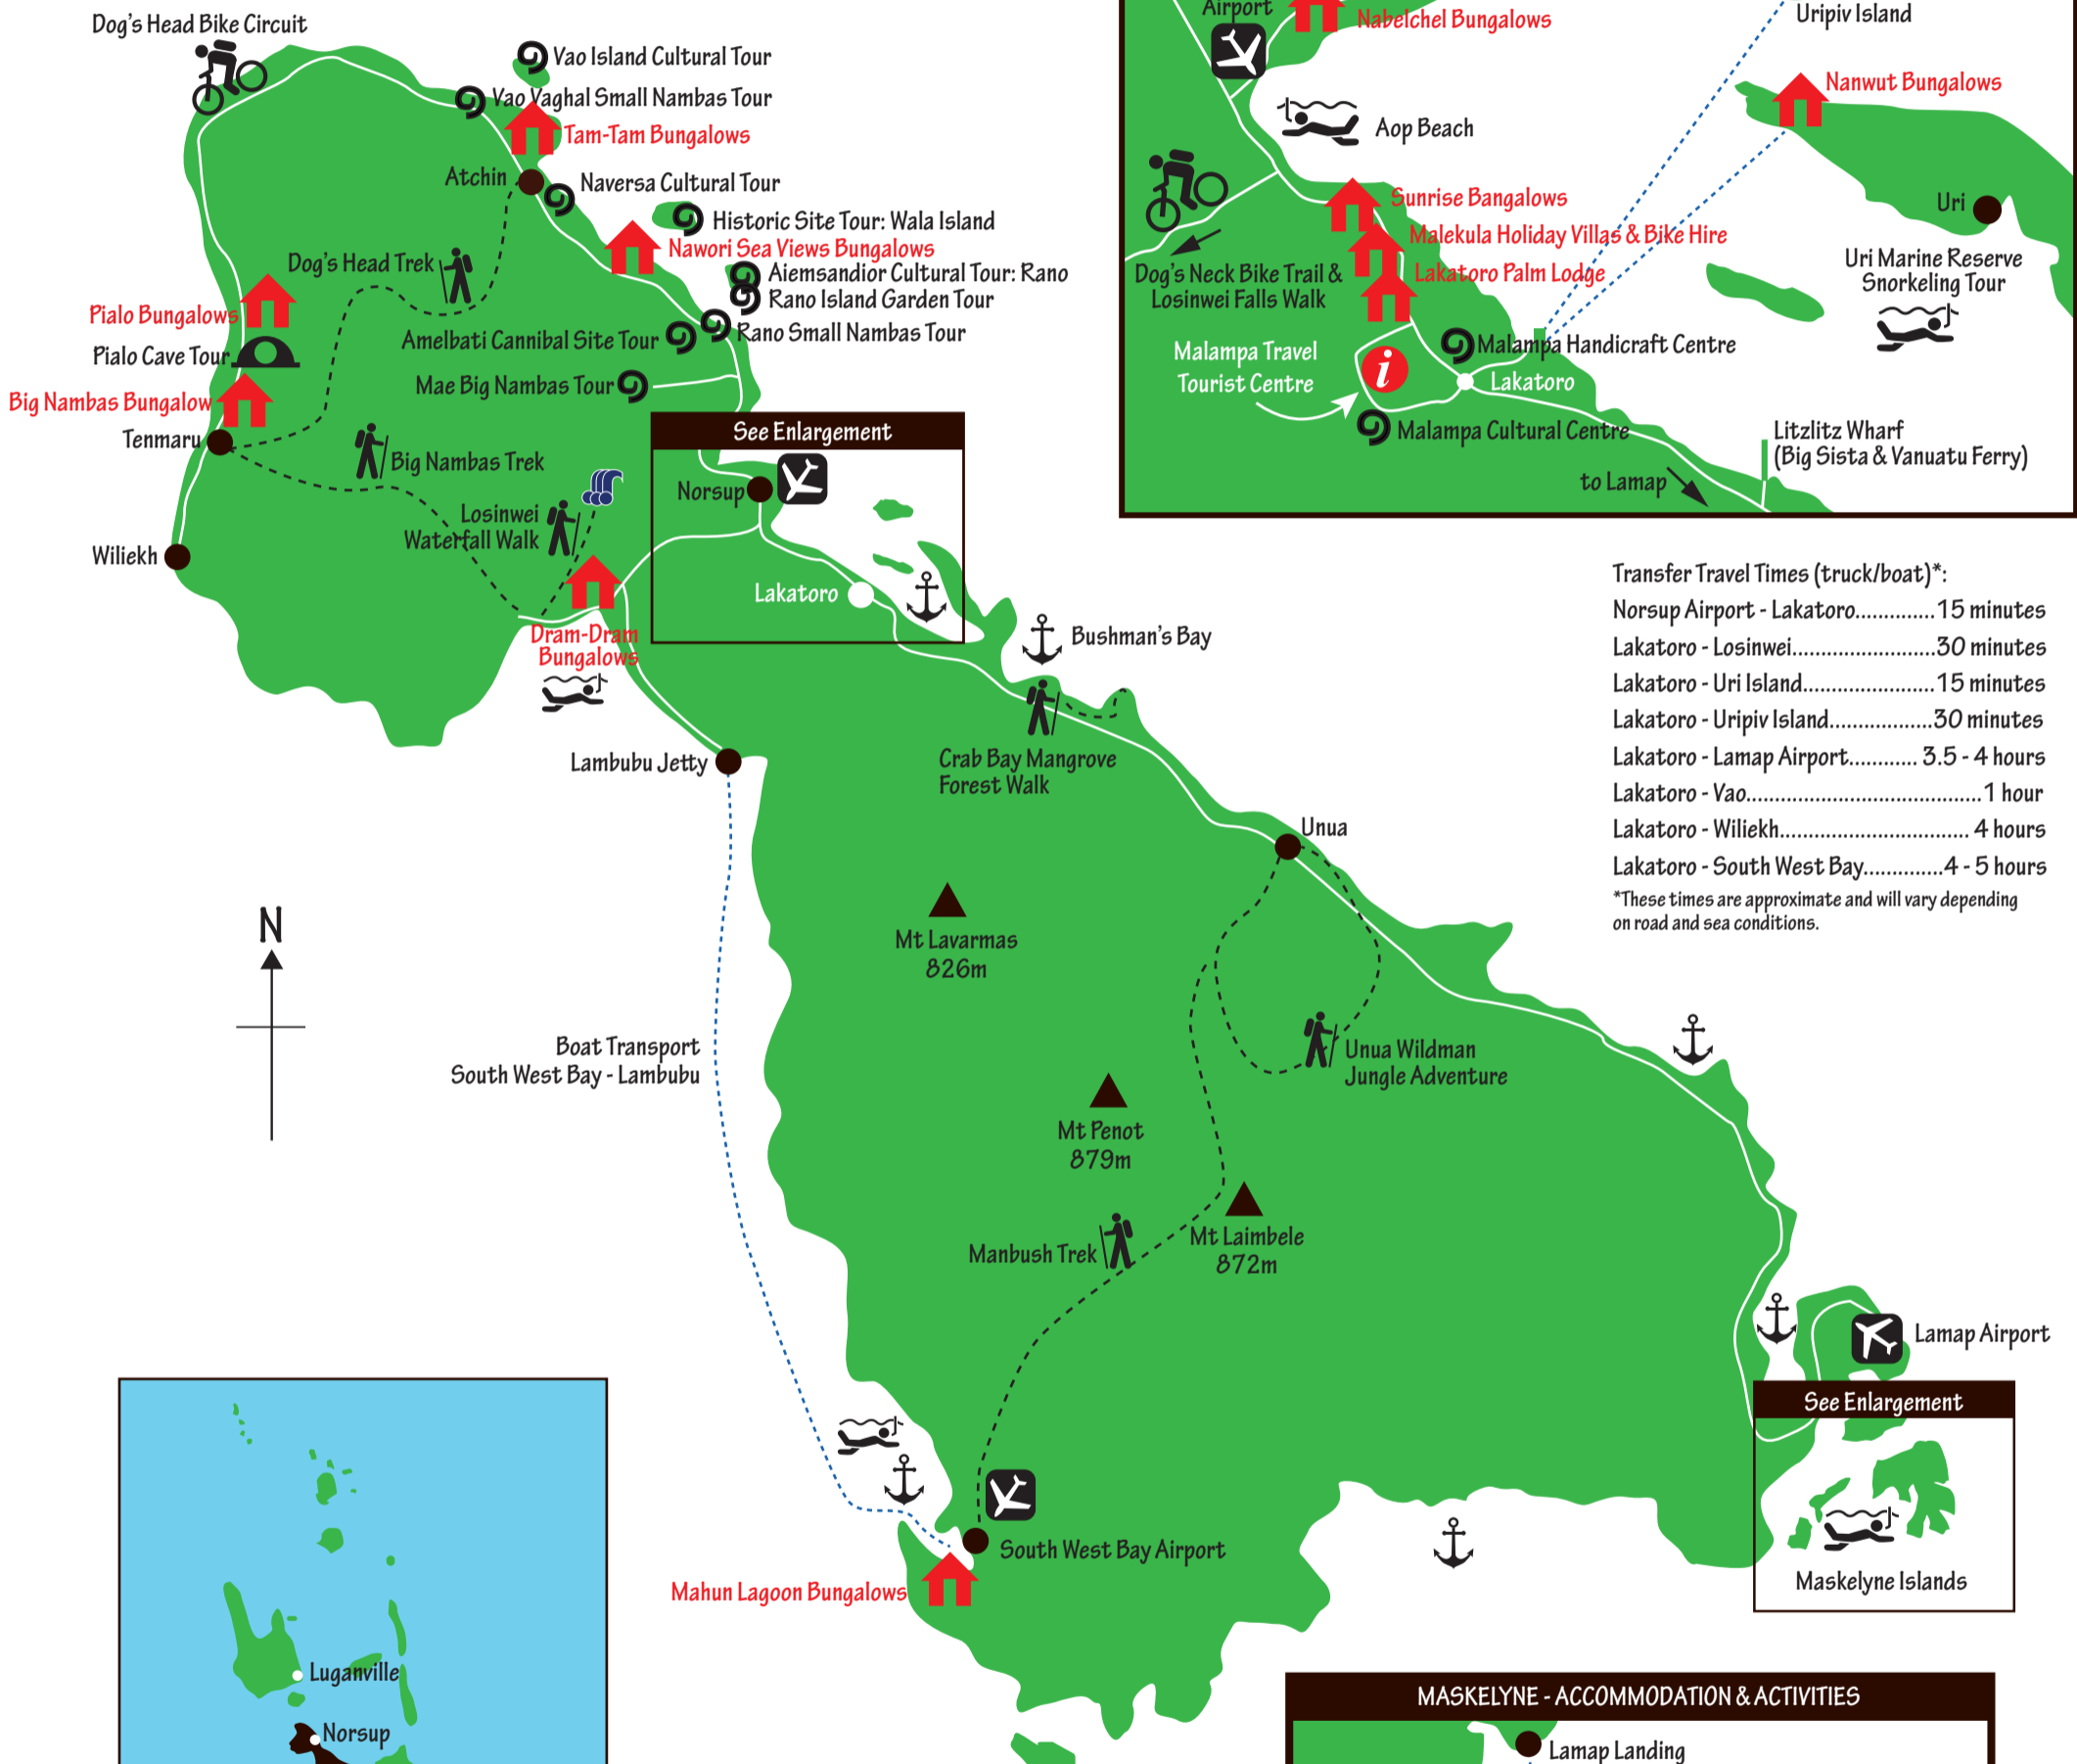 Dog's Head Bike Circuit
Vao Island Cultural Tour
Vao Vaghal Small Nambas Tour
Tam-Tam Bungalows
Atchin
Naversa Cultural Tour
Historic Site Tour: Wala Island
Nawori Sea Views Bungalows
Dog's Head Trek
Aiemsandior Cultural Tour: Rano
Rano Island Garden Tour
Pialo Bungalows
Rano Small Nambas Tour
Amelbati Cannibal Site Tour
Pialo Cave Tour
Mae Big Nambas Tour
Big Nambas Bungalow
Tenmaru
See Enlargement
Big Nambas Trek
Norsup
Losinwei
Waterfall Walk
Wiliekh
Lakatoro
Dram-Dram
Bungalows
Bushman's Bay
Lambubu Jetty
Crab Bay Mangrove
Forest Walk
Unua
Mt Lavarmas
826m
N
Boat Transport
South West Bay - Lambubu
Unua Wildman
Jungle Adventure
Mt Penot
879m
Manbush Trek
Mt Laimbele
872m
Lamap Airport
See Enlargement
South West Bay Airport
Mahun Lagoon Bungalows
Maskelyne Islands
Airport
Nabelchel Bungalows
Uripiv Island
Nanwut Bungalows
Aop Beach
Sunrise Bangalows
Uri
Malekula Holiday Villas & Bike Hire
Lakatoro Palm Lodge
Dog's Neck Bike Trail &
Losinwei Falls Walk
Uri Marine Reserve
Snorkeling Tour
Malampa Travel
Tourist Centre
i
Malampa Handicraft Centre
Lakatoro
Malampa Cultural Centre
Litzlitz Wharf
(Big Sista & Vanuatu Ferry)
to Lamap
Transfer Travel Times (truck/boat)*:
Norsup Airport - Lakatoro..............15 minutes
Lakatoro - Losinwei.........................30 minutes
Lakatoro - Uri Island.......................15 minutes
Lakatoro - Uripiv Island..................30 minutes
Lakatoro - Lamap Airport............ 3.5 - 4 hours
Lakatoro - Vao.........................................1 hour
Lakatoro - Wiliekh................................. 4 hours
Lakatoro - South West Bay..............4 - 5 hours
*These times are approximate and will vary depending
on road and sea conditions.
Luganville
Norsup
MASKELYNE - ACCOMMODATION & ACTIVITIES
Lamap Landing